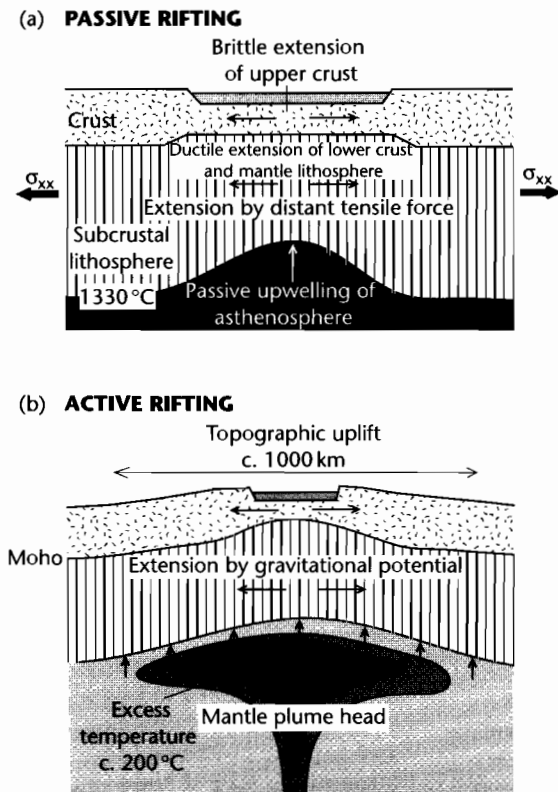 (a) PASSIVE RIFTING
Brittle extension
of upper crust
Crust
Ductile extension of lower crust
and mantle lithosphere
σxx
σxx
Extension by distant tensile force
Subcrustal
lithosphere
1330 °C
Passive upwelling of
asthenosphere
(b) ACTIVE RIFTING
Topographic uplift
c. 1000 km
Moho
Extension by gravitational potential
Excess
temperature
c. 200 °C
Mantle plume head